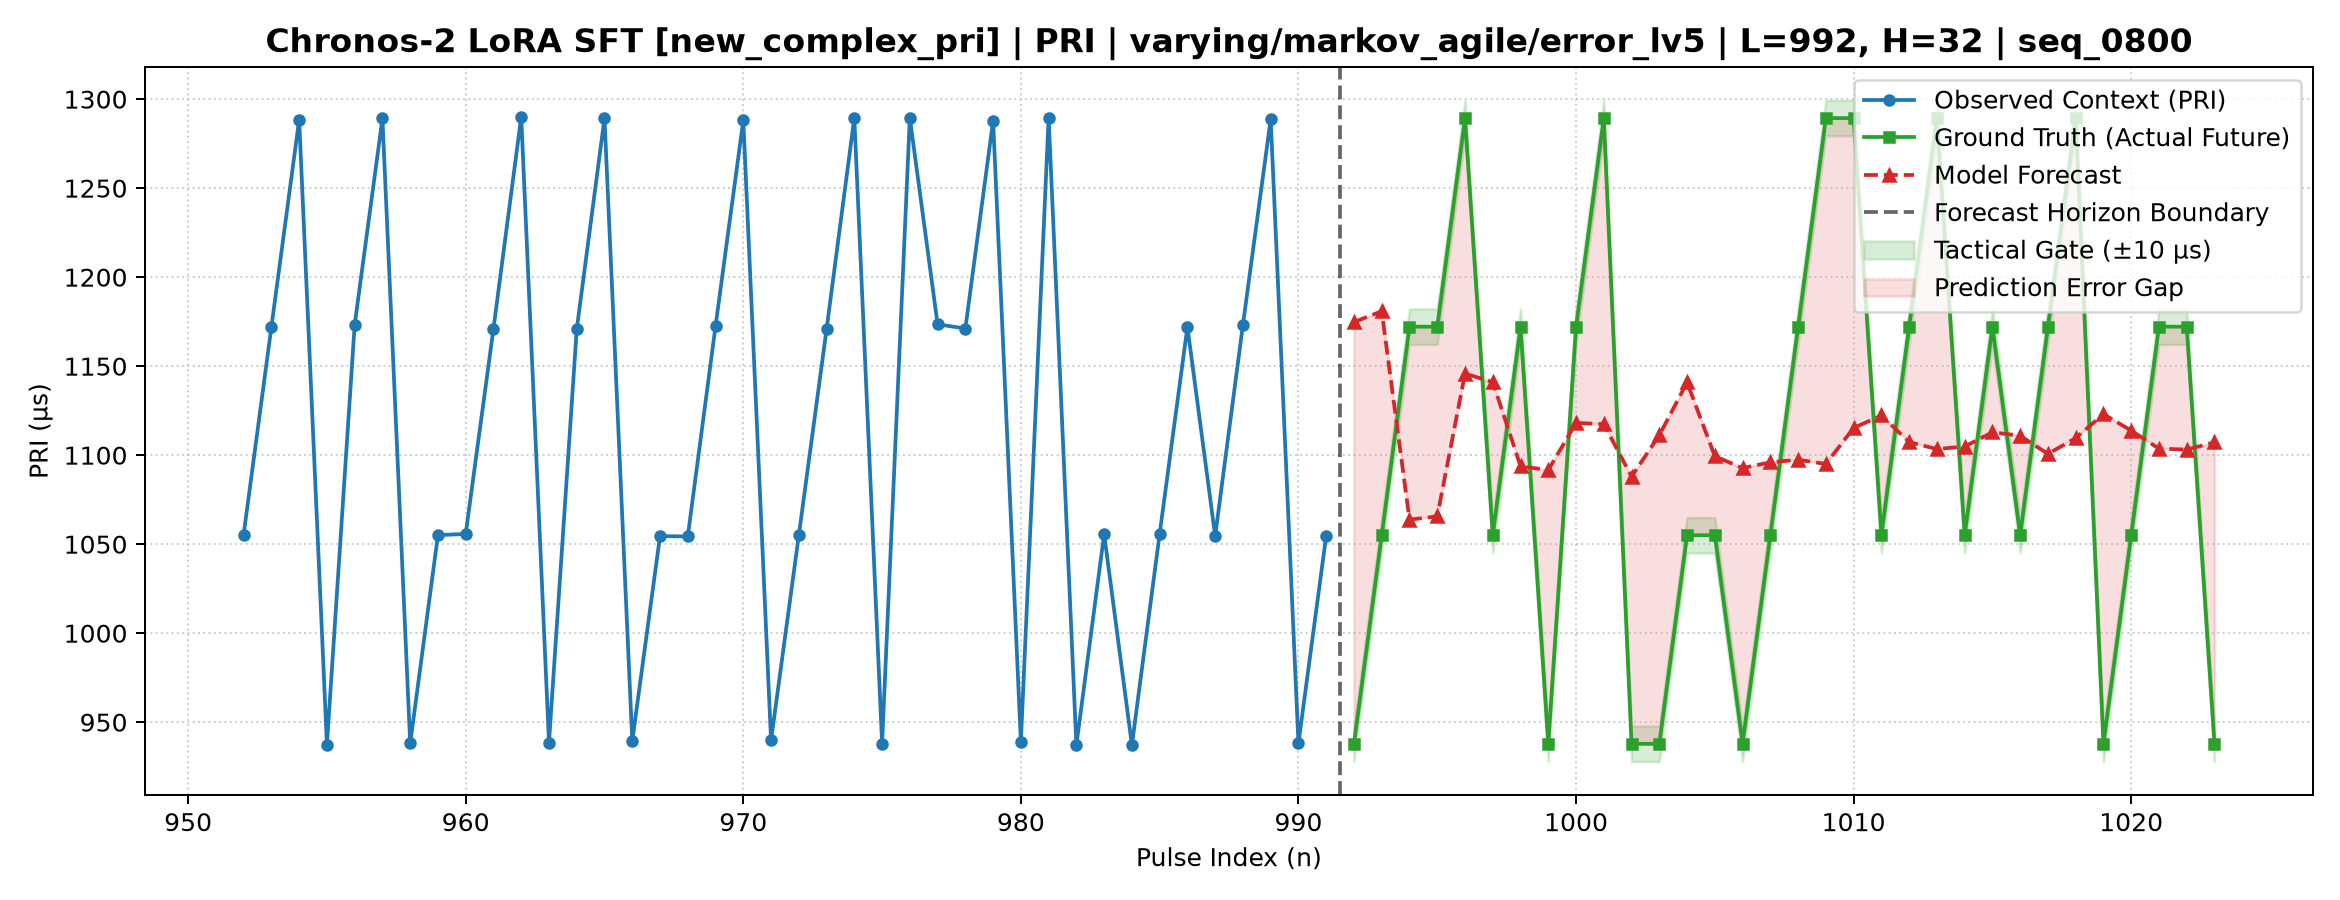 Chronos-2 LoRA SFT [new_complex_pri] | PRI | varying/markov_agile/error_lv5 | L=992, H=32 | seq_0800
PRI (µs)
1300
1250
1200
1150
1100
1050
1000
950
Observed Context (PRI)
Ground Truth (Actual Future)
Model Forecast
Forecast Horizon Boundary
Tactical Gate (±10 µs)
Prediction Error Gap
950 960 970 980 990 1000 1010 1020
Pulse Index (n)